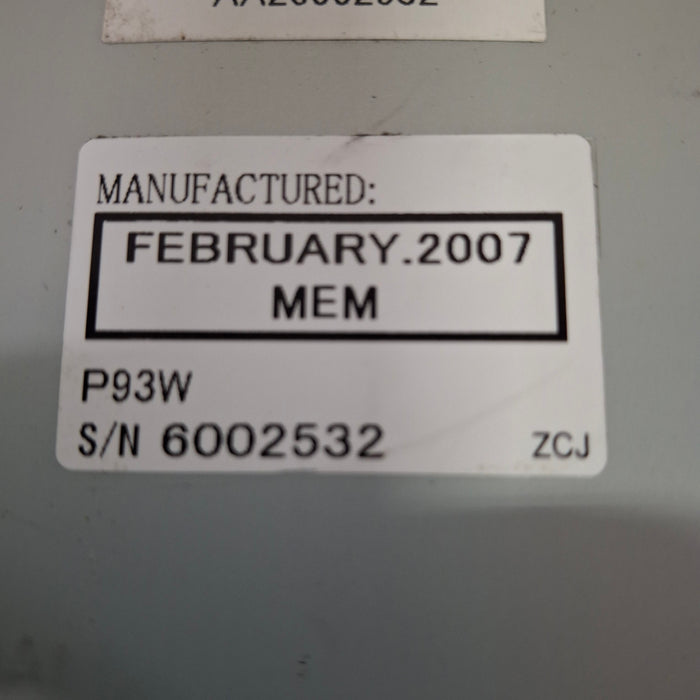 MANUFACTURED:
FEBRUARY.2007
MEM
P93W
S/N 6002532
ZCJ